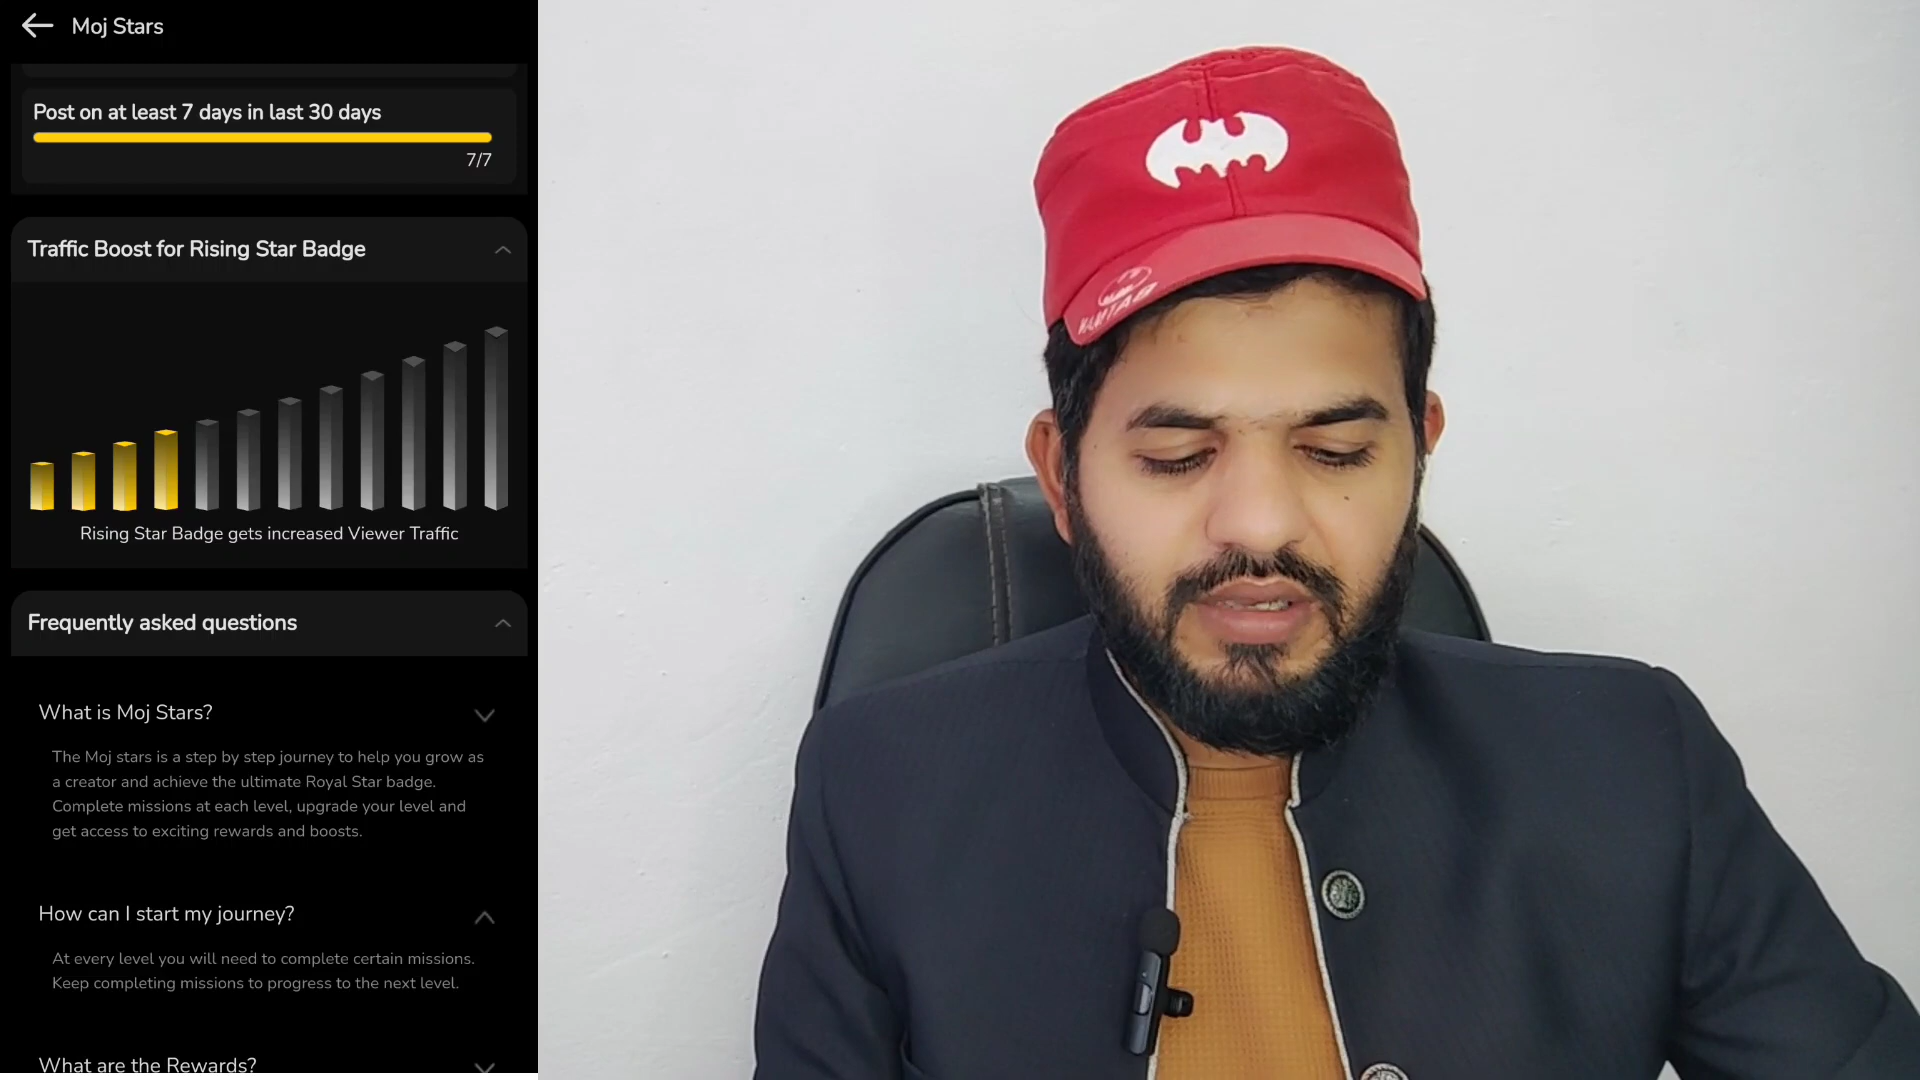 Moj Stars
Post on at least 7 days in last 30 days
7/7
Traffic Boost for Rising Star Badge
Rising Star Badge gets increased Viewer Traffic
Frequently asked questions
What is Moj Stars?
The Moj stars is a step by step journey to help you grow as
a creator and achieve the ultimate Royal Star badge.
Complete missions at each level, upgrade your level and
get access to exciting rewards and boosts.
How can I start my journey?
At every level you will need to complete certain missions.
Keep completing missions to progress to the next level.
What are the Rewards?